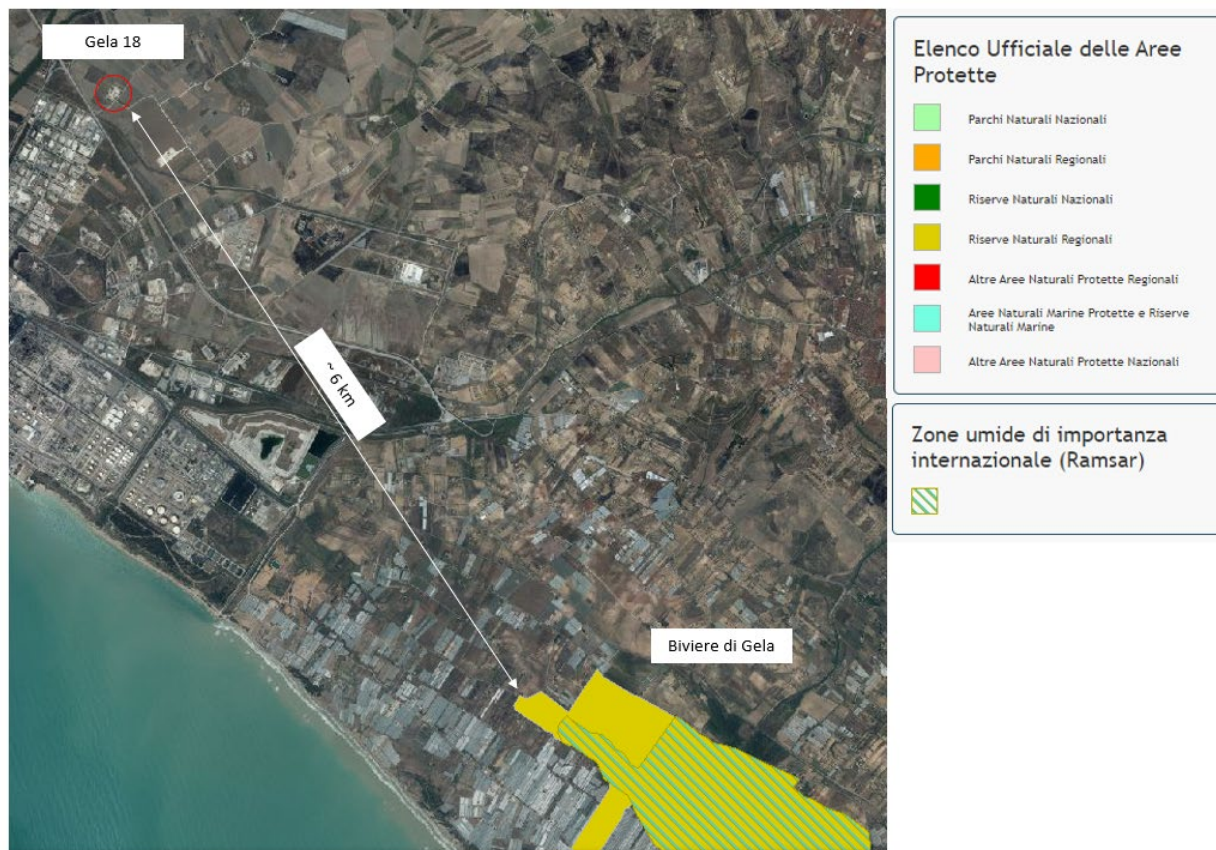 Gela 18
~ 6 km
Biviere di Gela
Elenco Ufficiale delle Aree
Protette
Parchi Naturali Nazionali
Parchi Naturali Regionali
Riserve Naturali Nazionali
Riserve Naturali Regionali
Altre Aree Naturali Protette Regionali
Aree Naturali Marine Protette e Riserve
Naturali Marine
Altre Aree Naturali Protette Nazionali
Zone umide di importanza
internazionale (Ramsar)